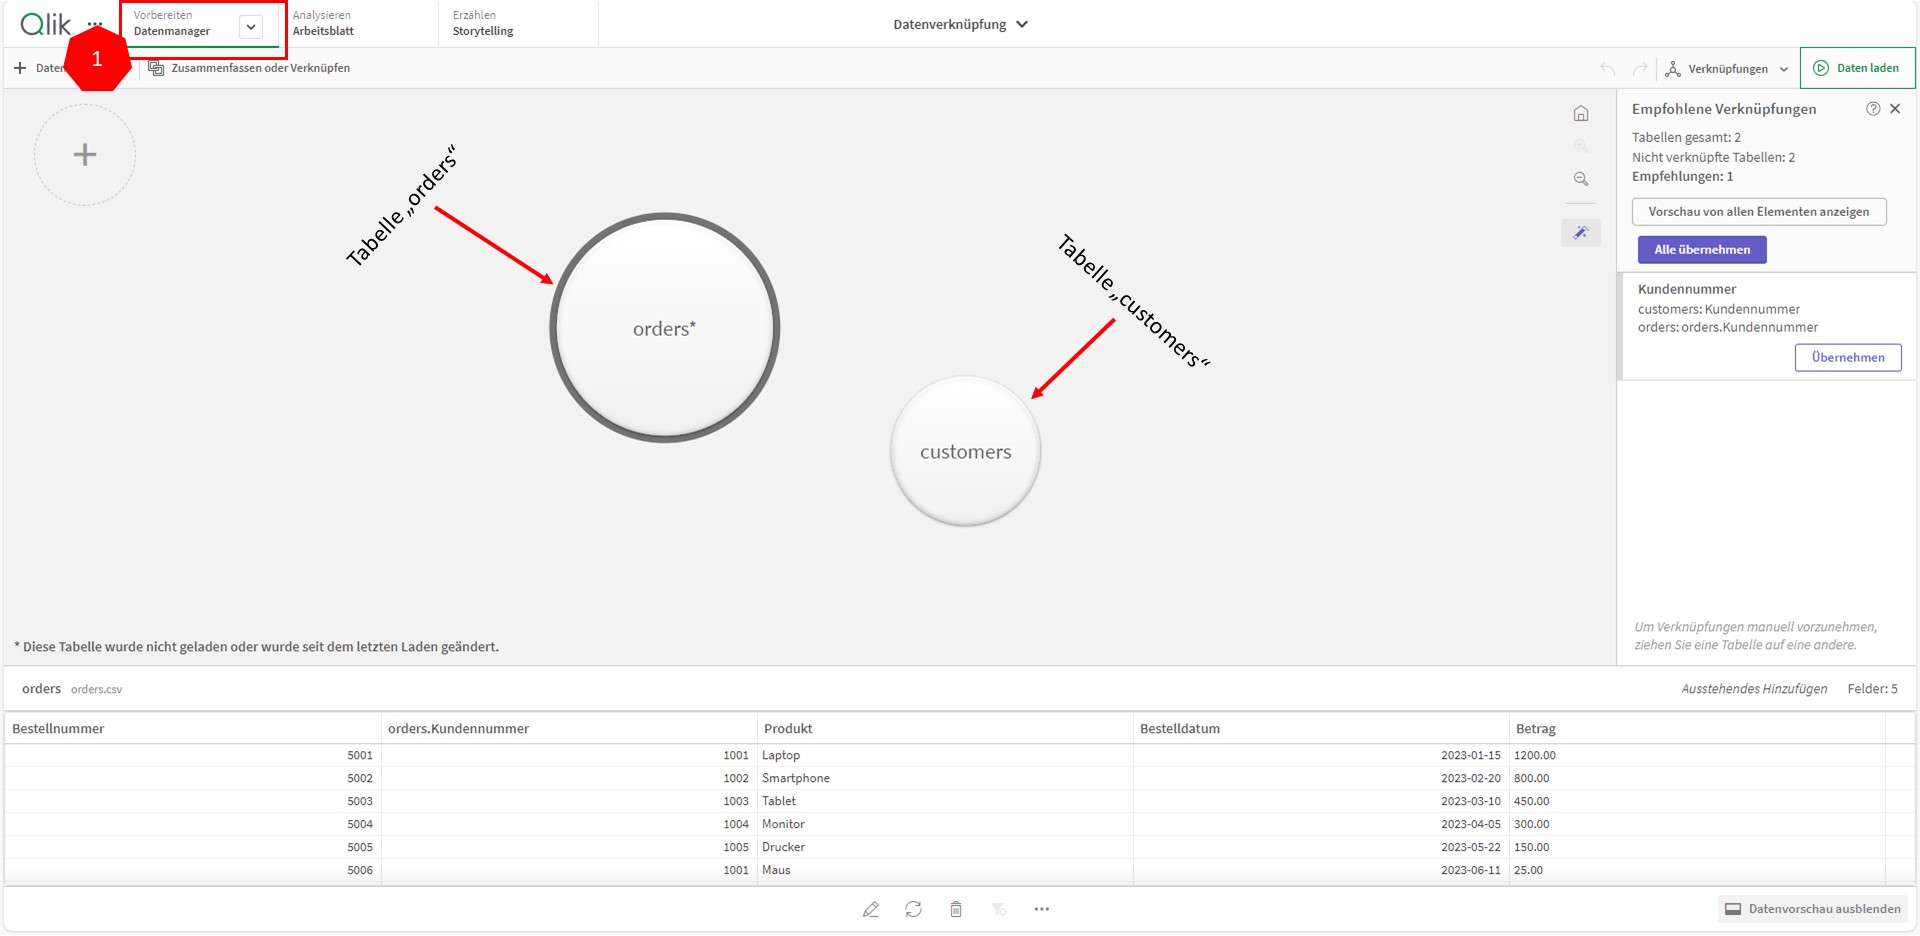 Qlik
Vorbereiten
Datenmanager
Analysieren
Arbeitsblatt
Erzählen
Storytelling
Datenverknüpfung
1
Zusammenfassen oder Verknüpfen
Verknüpfungen
Daten laden
Tabelle „orders“
orders*
Tabelle „customers“
customers
* Diese Tabelle wurde nicht geladen oder wurde seit dem letzten Laden geändert.
Empfohlene Verknüpfungen
Tabellen gesamt: 2
Nicht verknüpfte Tabellen: 2
Empfehlungen: 1
Vorschau von allen Elementen anzeigen
Alle übernehmen
Kundennummer
customers: Kundennummer
orders: orders.Kundennummer
Übernehmen
Um Verknüpfungen manuell vorzunehmen,
ziehen Sie eine Tabelle auf eine andere.
orders orders.csv Ausstehendes Hinzufügen Felder: 5
Bestellnummer orders.Kundennummer Produkt Bestelldatum Betrag
5001 1001 Laptop 2023-01-15 1200.00
5002 1002 Smartphone 2023-02-20 800.00
5003 1003 Tablet 2023-03-10 450.00
5004 1004 Monitor 2023-04-05 300.00
5005 1005 Drucker 2023-05-22 150.00
5006 1001 Maus 2023-06-11 25.00
Datenvorschau ausblenden